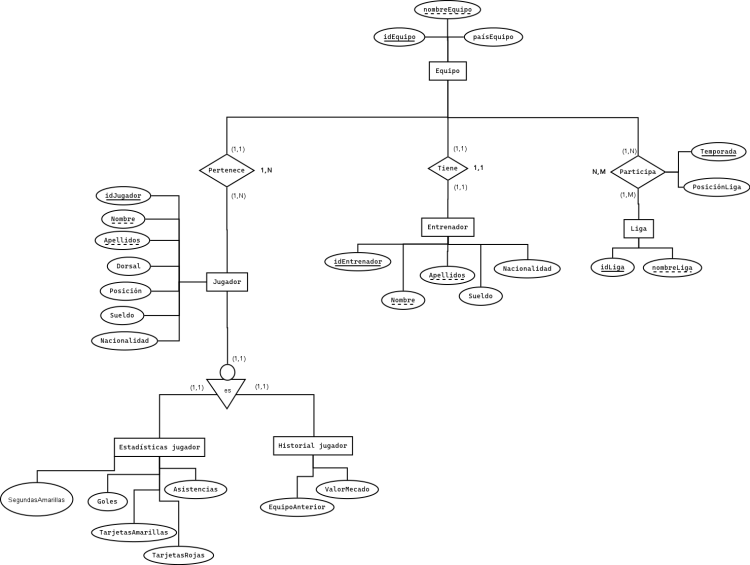 nombreEquipo
idEquipo
paísEquipo
Equipo
(1,1)
(1,1)
(1,N)
Pertenece
1,N
Tiene
1,1
N,M
Participa
Temporada
PosiciónLiga
(1,N)
(1,1)
(1,M)
idJugador
Nombre
Apellidos
Dorsal
Posición
Sueldo
Nacionalidad
Jugador
Entrenador
idEntrenador
Nombre
Apellidos
Sueldo
Nacionalidad
Liga
idLiga
nombreLiga
(1,1)
es
(1,1)
(1,1)
Estadísticas jugador
Historial jugador
SegundasAmarillas
Goles
Asistencias
TarjetasAmarillas
TarjetasRojas
EquipoAnterior
ValorMecado